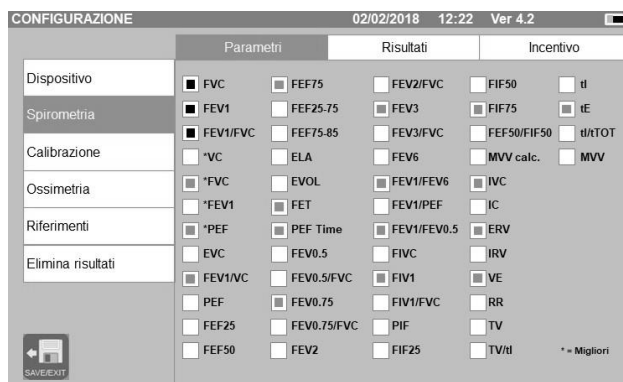 CONFIGURAZIONE 02/02/2018 12:22 Ver 4.2
Parametri Risultati Incentivo
Dispositivo
Spirometria
Calibrazione
Ossimetria
Riferimenti
Elimina risultati
FVC FEF75 FEV2/FVC FIF50 tI
FEV1 FEF25-75 FEV3 FIF75 tE
FEV1/FVC FEF75-85 FEV3/FVC FEF50/FIF50 tI/tTOT
*VC ELA FEV6 MVV calc. MVV
*FVC EVOL FEV1/FEV6 IVC
*FEV1 FET FEV1/PEF IC
*PEF PEF Time FEV1/FEV0.5 ERV
EVC FEV0.5 FIVC IRV
FEV1/VC FEV0.5/FVC FIV1 VE
PEF FEV0.75 FIV1/FVC RR
FEF25 FEV0.75/FVC PIF TV
FEF50 FEV2 FIF25 TV/tI * = Migliori
SAVE/EXIT